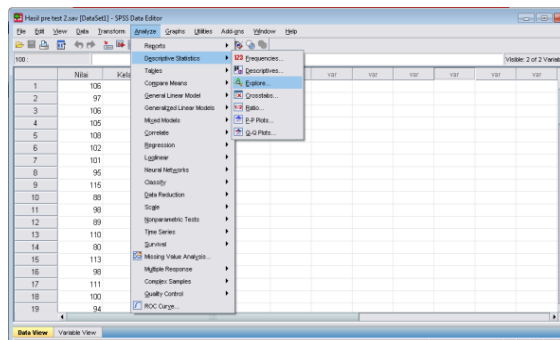 Hasil pre test 2.sav [DataSet1] - SPSS Data Editor
File Edit View Data Transform Analyze Graphs Utilities Add-ons Window Help
100 :
Visible: 2 of 2 Variabl
Nilai Kela var var var var var
1 106
2 97
3 106
4 105
5 108
6 102
7 101
8 95
9 115
10 88
11 98
12 89
13 110
14 80
15 113
16 98
17 111
18 100
19 94
Reports
Descriptive Statistics
Tables
Compare Means
General Linear Model
Generalized Linear Models
Mixed Models
Correlate
Regression
Loglinear
Neural Networks
Classify
Data Reduction
Scale
Nonparametric Tests
Time Series
Survival
Missing Value Analysis...
Multiple Response
Complex Samples
Quality Control
ROC Curve...
123 Frequencies...
Descriptives...
Explore...
Crosstabs...
Ratio...
P-P Plots...
Q-Q Plots...
Data View Variable View